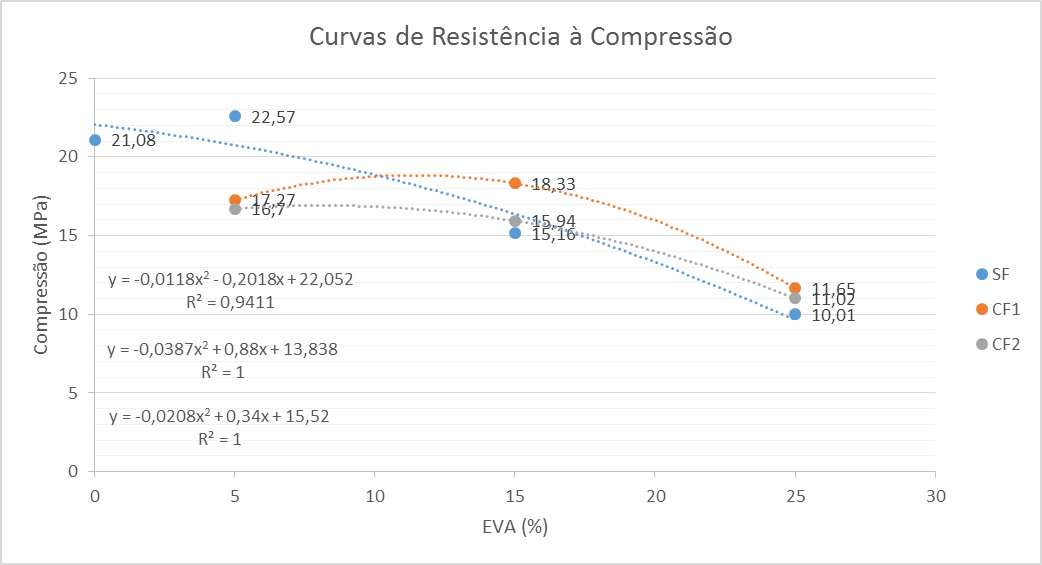 Curvas de Resistência à Compressão
Compressão (MPa)
25
20
15
10
5
0
21,08
22,57
17,27
16,7
18,33
15,94
15,16
11,65
11,02
10,01
y = -0,0118x² - 0,2018x + 22,052
R² = 0,9411
y = -0,0387x² + 0,88x + 13,838
R² = 1
y = -0,0208x² + 0,34x + 15,52
R² = 1
SF
CF1
CF2
0 5 10 15 20 25 30
EVA (%)